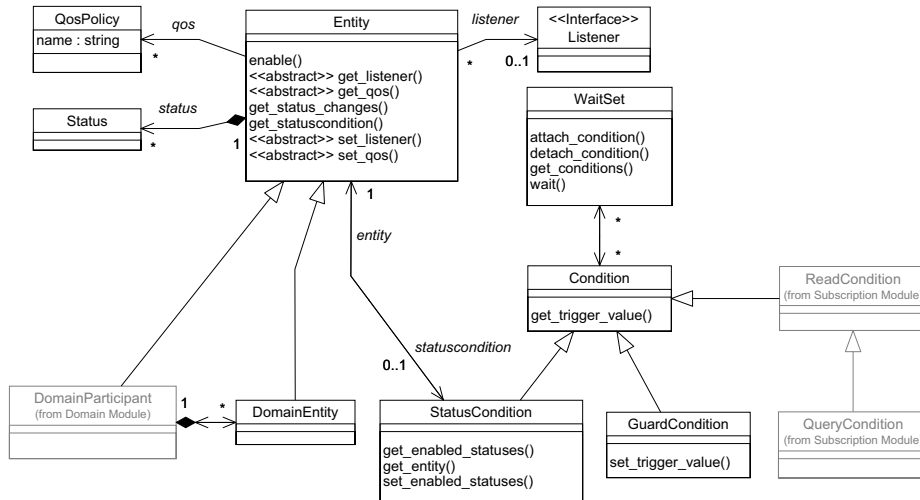 QosPolicy
name : string
qos
*
Entity
enable()
<<abstract>> get_listener()
<<abstract>> get_qos()
get_status_changes()
get_statuscondition()
<<abstract>> set_listener()
<<abstract>> set_qos()
listener
*
0..1
<<Interface>>
Listener
Status
status
*
1
WaitSet
attach_condition()
detach_condition()
get_conditions()
wait()
1
entity
*
*
Condition
get_trigger_value()
ReadCondition
(from Subscription Module)
statuscondition
0..1
DomainParticipant
(from Domain Module)
1
*
DomainEntity
StatusCondition
get_enabled_statuses()
get_entity()
set_enabled_statuses()
GuardCondition
set_trigger_value()
QueryCondition
(from Subscription Module)